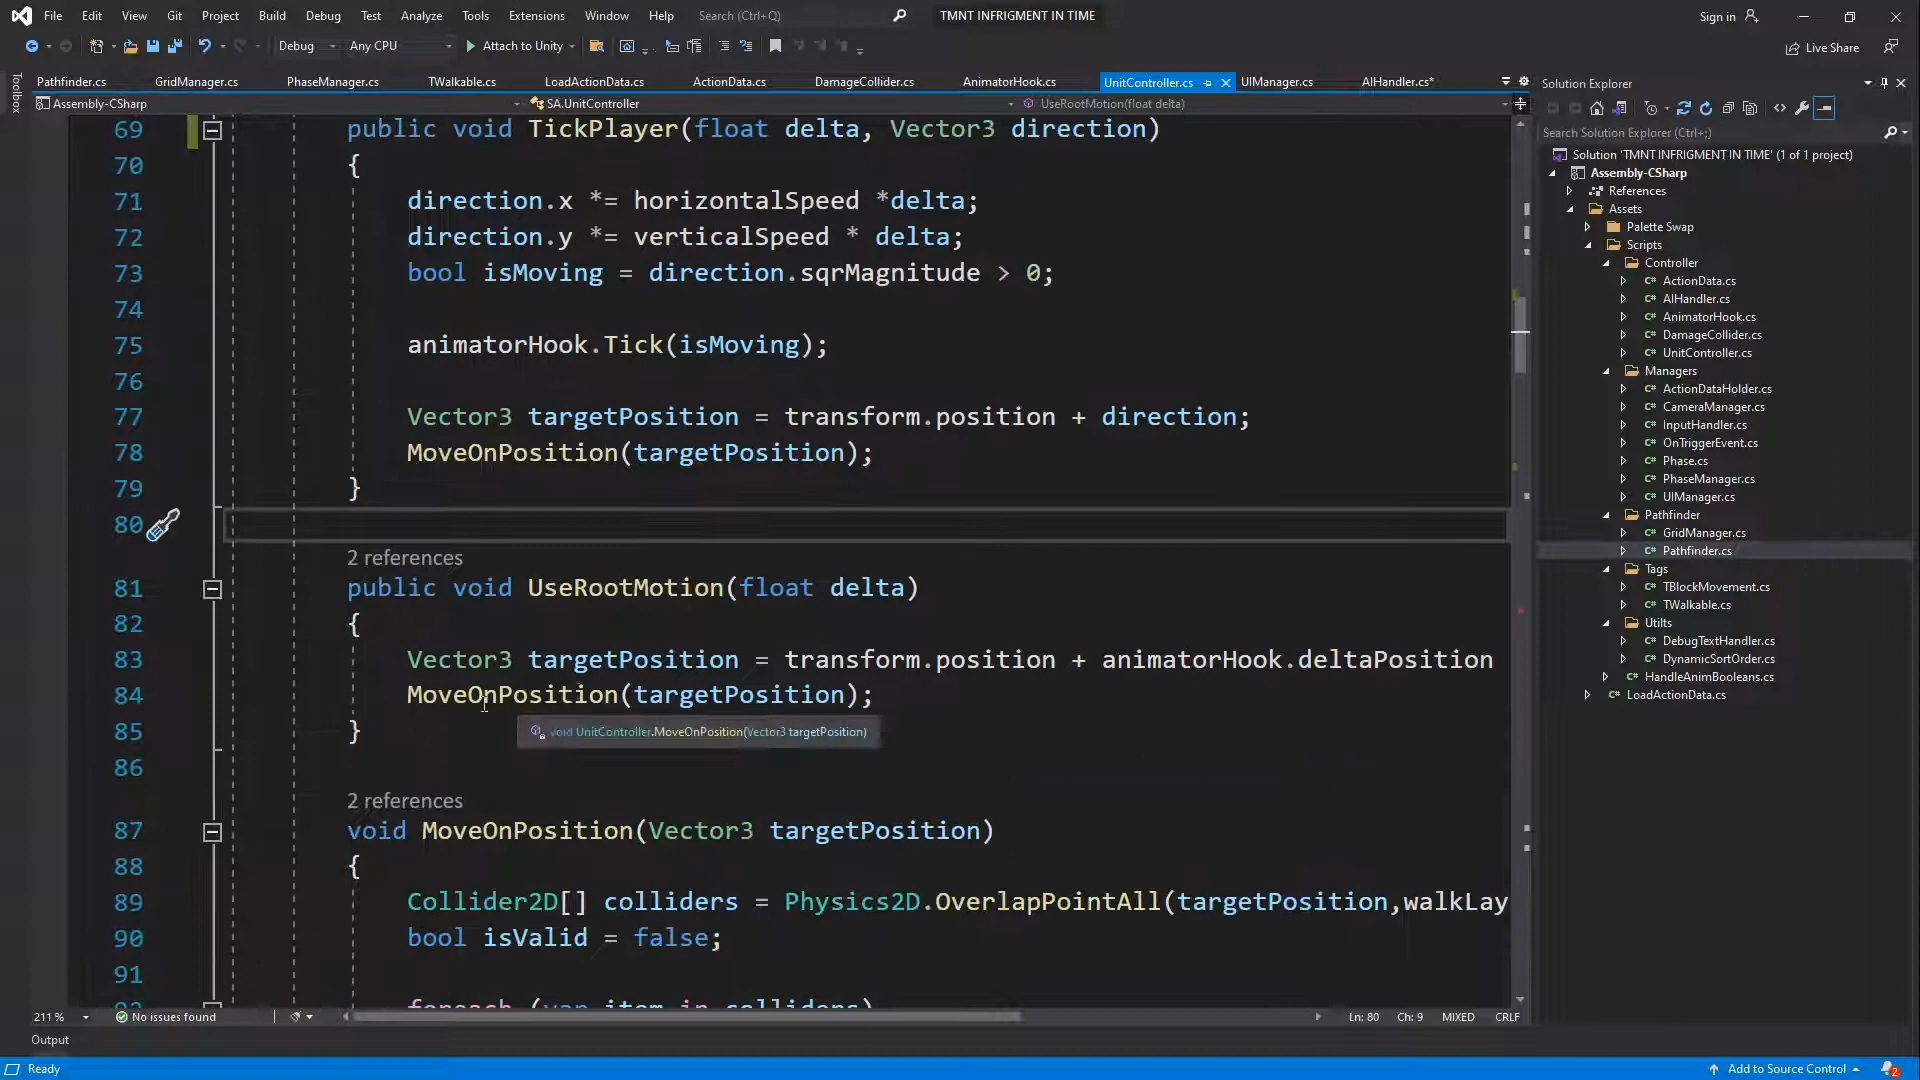 File Edit View Git Project Build Debug Test Analyze Tools Extensions Window Help Search (Ctrl+Q) TMNT INFRIGMENT IN TIME Sign in
Debug Any CPU Attach to Unity Live Share
Toolbox
Pathfinder.cs GridManager.cs PhaseManager.cs TWalkable.cs LoadActionData.cs ActionData.cs DamageCollider.cs AnimatorHook.cs UnitController.cs UIManager.cs AIHandler.cs*
Assembly-CSharp SA.UnitController UseRootMotion(float delta)
69 public void TickPlayer(float delta, Vector3 direction)
70 {
71 direction.x *= horizontalSpeed *delta;
72 direction.y *= verticalSpeed * delta;
73 bool isMoving = direction.sqrMagnitude > 0;
74
75 animatorHook.Tick(isMoving);
76
77 Vector3 targetPosition = transform.position + direction;
78 MoveOnPosition(targetPosition);
79 }
80
2 references
81 public void UseRootMotion(float delta)
82 {
83 Vector3 targetPosition = transform.position + animatorHook.deltaPosition
84 MoveOnPosition(targetPosition);
85 }
void UnitController.MoveOnPosition(Vector3 targetPosition)
86
2 references
87 void MoveOnPosition(Vector3 targetPosition)
88 {
89 Collider2D[] colliders = Physics2D.OverlapPointAll(targetPosition,walkLay
90 bool isValid = false;
91
92 foreach (var item in colliders)
211 % No issues found Ln: 80 Ch: 9 MIXED CRLF
Output
Ready Add to Source Control 2
Solution Explorer
Search Solution Explorer (Ctrl+;)
Solution 'TMNT INFRIGMENT IN TIME' (1 of 1 project)
Assembly-CSharp
References
Assets
Palette Swap
Scripts
Controller
C# ActionData.cs
C# AIHandler.cs
C# AnimatorHook.cs
C# DamageCollider.cs
C# UnitController.cs
Managers
C# ActionDataHolder.cs
C# CameraManager.cs
C# InputHandler.cs
C# OnTriggerEvent.cs
C# Phase.cs
C# PhaseManager.cs
C# UIManager.cs
Pathfinder
C# GridManager.cs
C# Pathfinder.cs
Tags
C# TBlockMovement.cs
C# TWalkable.cs
Utilts
C# DebugTextHandler.cs
C# DynamicSortOrder.cs
C# HandleAnimBooleans.cs
C# LoadActionData.cs